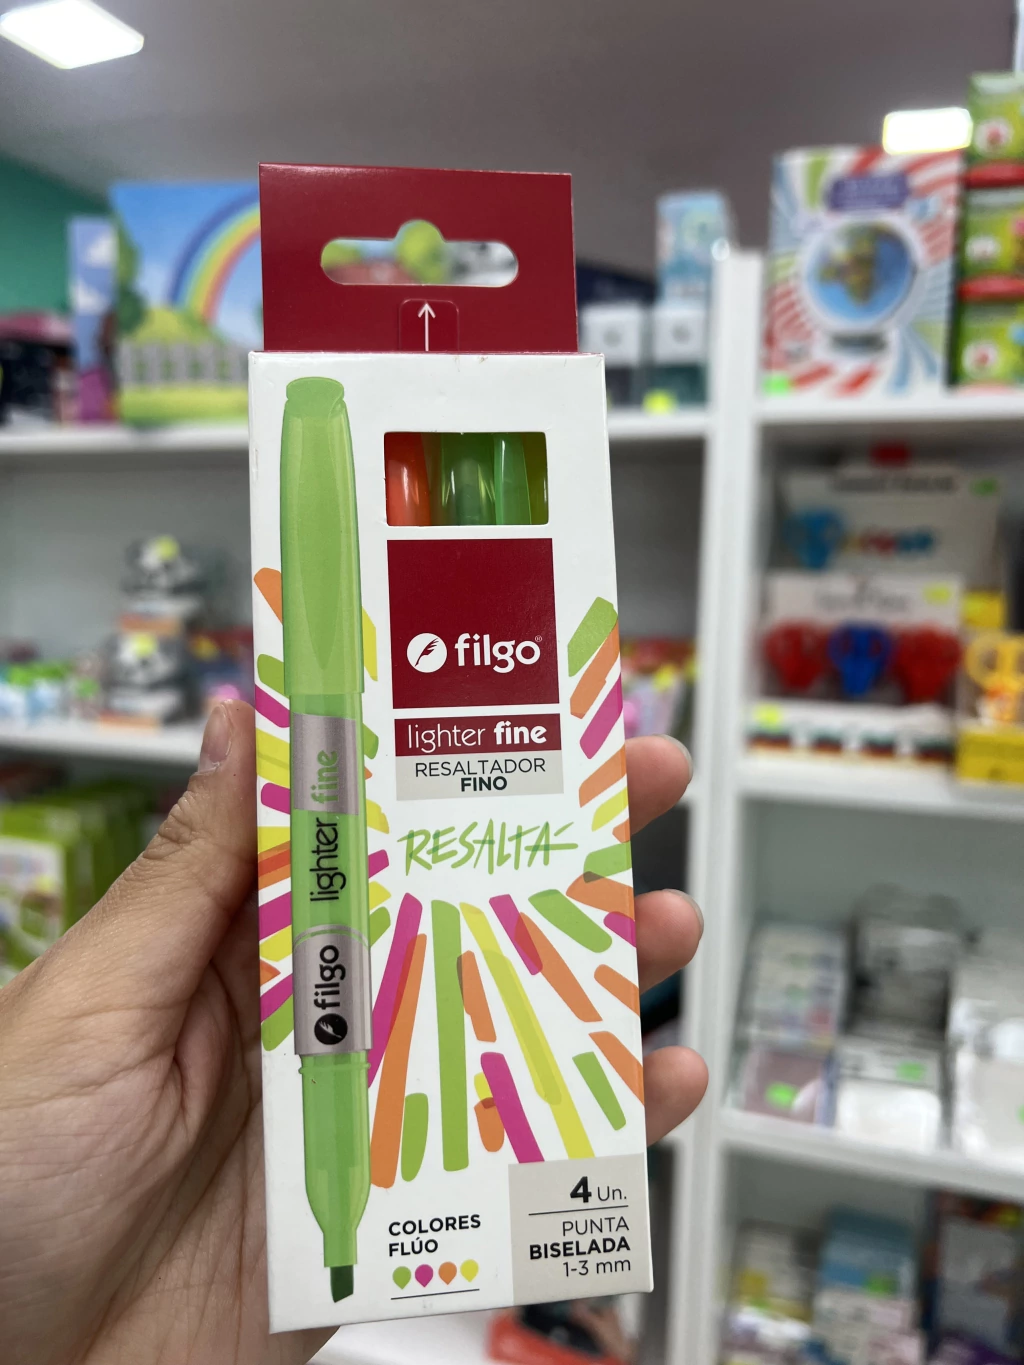 filgo®
lighter fine
RESALTADOR
FINO
RESALTA
lighter fine
filgo
COLORES
FLÚO
4 Un.
PUNTA
BISELADA
1-3 mm